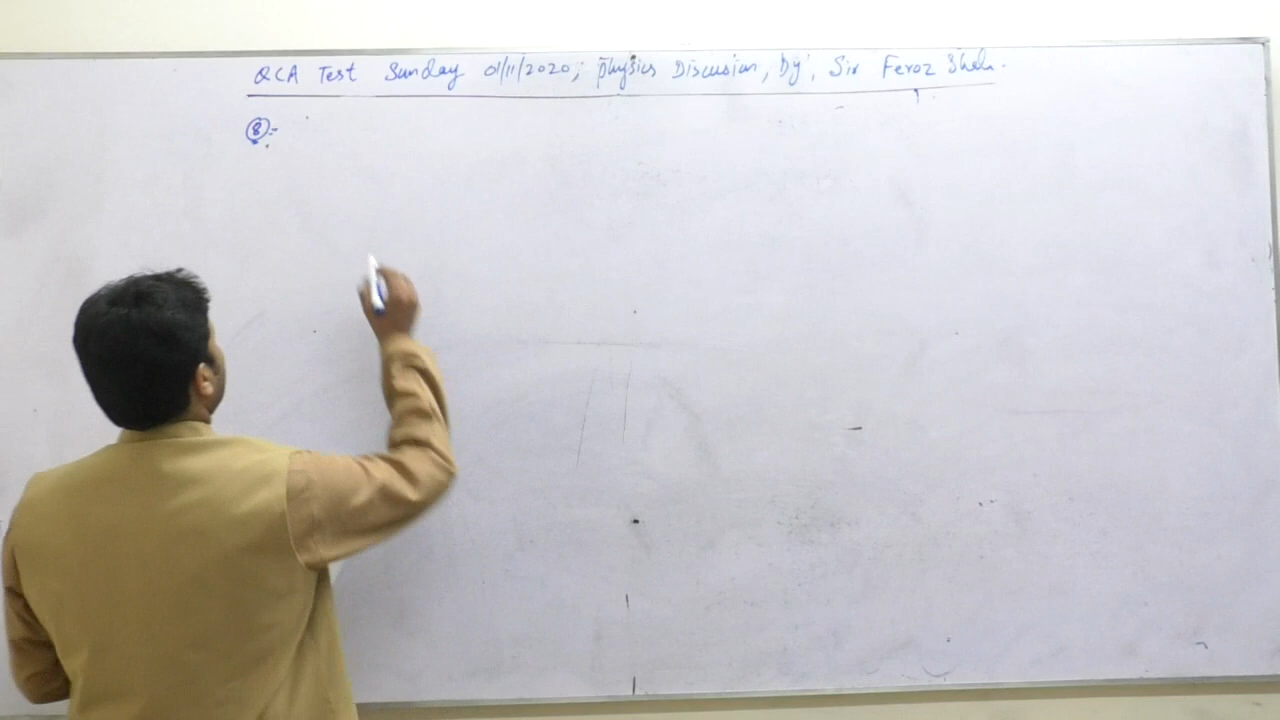 QCA Test Sunday 01/11/2020; Physics Discussion, by, Sir Feroz Shah.
8:-